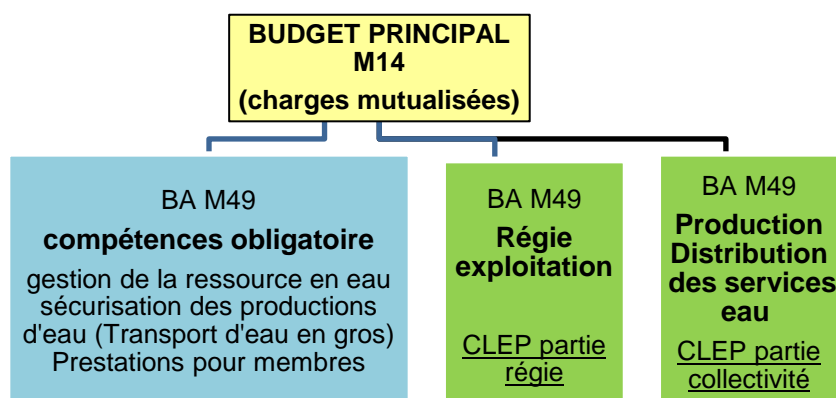 BUDGET PRINCIPAL
M14
(charges mutualisées)
BA M49
compétences obligatoire
gestion de la ressource en eau
sécurisation des productions
d'eau (Transport d'eau en gros)
Prestations pour membres
BA M49
Régie
exploitation
CLEP partie
régie
BA M49
Production
Distribution
des services
eau
CLEP partie
collectivité